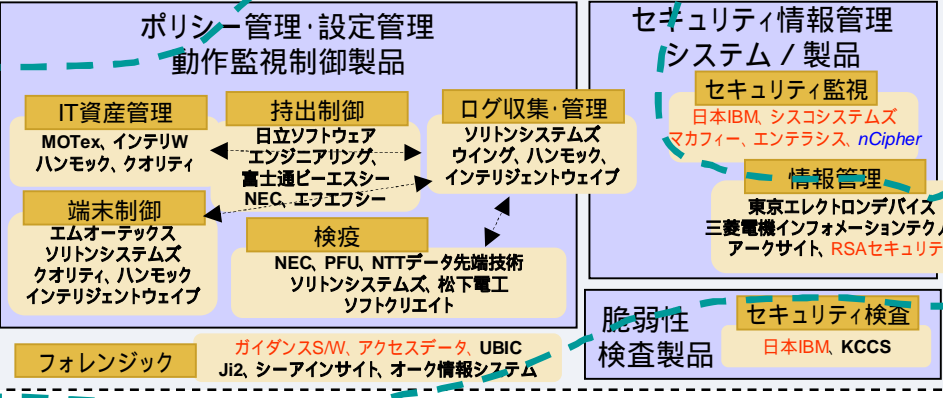 ポリシー管理・設定管理
動作監視制御製品
IT資産管理
MOTex、インテリW
ハンモック、クオリティ
持出制御
日立ソフトウェア
エンジニアリング、
富士通ビーエスシー
NEC、エフエフシー
ログ収集・管理
ソリトンシステムズ
ウイング、ハンモック、
インテリジェントウェイブ
端末制御
エムオーテックス
ソリトンシステムズ
クオリティ、ハンモック
インテリジェントウェイブ
検疫
NEC、PFU、NTTデータ先端技術
ソリトンシステムズ、松下電工
ソフトクリエイト
フォレンジック
ガイダンスS/W、アクセスデータ、UBIC
Ji2、シーアインサイト、オーク情報システム
セキュリティ情報管理
システム / 製品
セキュリティ監視
日本IBM、シスコシステムズ
マカフィー、エンテラシス、nCipher
情報管理
東京エレクトロンデバイス
三菱電機インフォメーションテクノ
アークサイト、RSAセキュリテ
脆弱性
検査製品
セキュリティ検査
日本IBM、KCCS